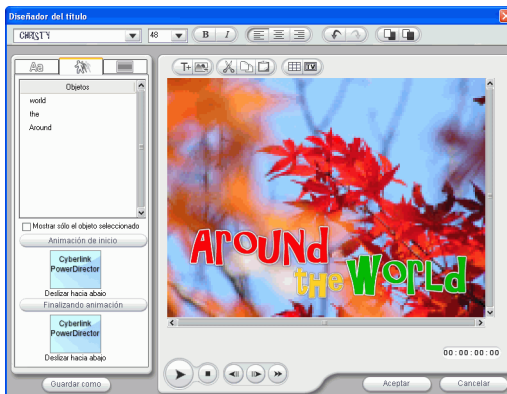 Diseñador del título
CHRISTY
48
B I
Aa
T+
TV
Objetos
world
the
Around
Mostrar sólo el objeto seleccionado
Animación de inicio
Cyberlink
PowerDirector
Deslizar hacia abajo
Finalizando animación
Cyberlink
PowerDirector
Deslizar hacia abajo
Guardar como
Around
the World
00:00:00:00
Aceptar
Cancelar